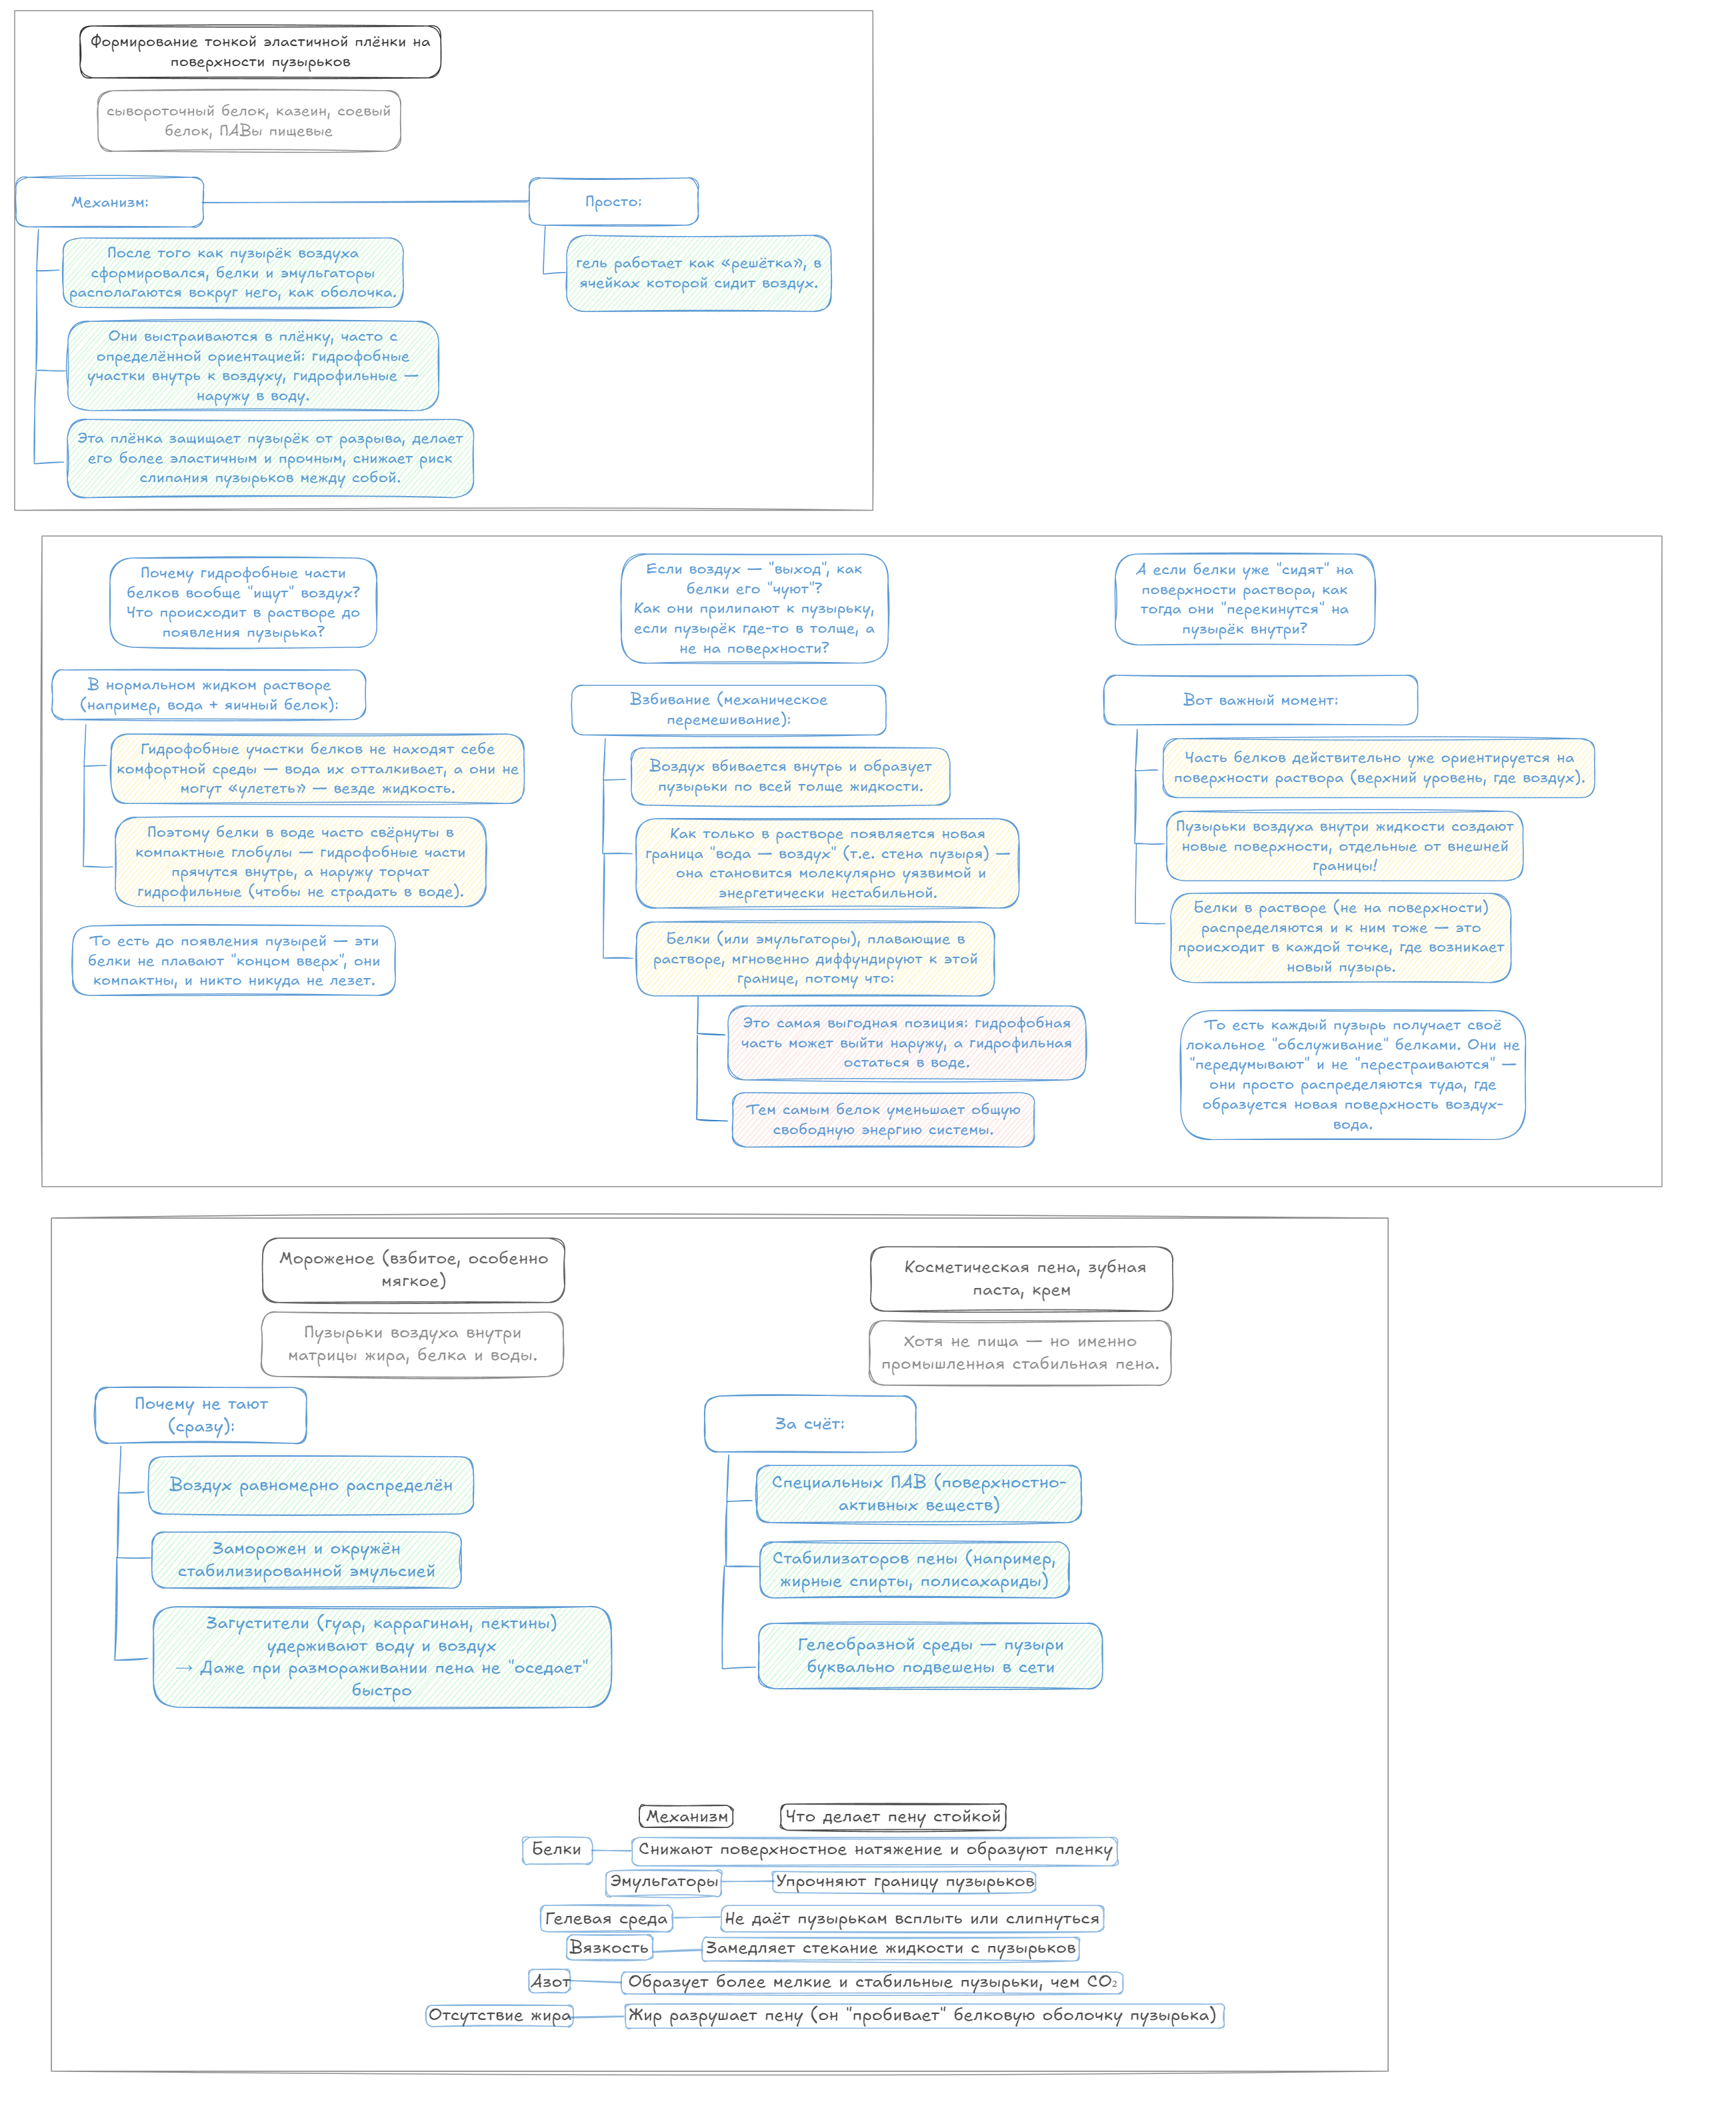 Формирование тонкой эластичной плёнки на
поверхности пузырьков
сывороточный белок, казеин, соевый
белок, ПАВы пищевые
Механизм:
После того как пузырёк воздуха
сформировался, белки и эмульгаторы
располагаются вокруг него, как оболочка.
Они выстраиваются в плёнку, часто с
определённой ориентацией: гидрофобные
участки внутрь к воздуху, гидрофильные —
наружу в воду.
Эта плёнка защищает пузырёк от разрыва, делает
его более эластичным и прочным, снижает риск
слипания пузырьков между собой.
Просто:
гель работает как «решётка», в
ячейках которой сидит воздух.
Почему гидрофобные части
белков вообще "ищут" воздух?
Что происходит в растворе до
появления пузырька?
В нормальном жидком растворе
(например, вода + яичный белок):
Гидрофобные участки белков не находят себе
комфортной среды — вода их отталкивает, а они не
могут «улететь» — везде жидкость.
Поэтому белки в воде часто свёрнуты в
компактные глобулы — гидрофобные части
прячутся внутрь, а наружу торчат
гидрофильные (чтобы не страдать в воде).
То есть до появления пузырей — эти
белки не плавают "концом вверх", они
компактны, и никто никуда не лезет.
Если воздух — "выход", как
белки его "чуют"?
Как они прилипают к пузырьку,
если пузырёк где-то в толще, а
не на поверхности?
Взбивание (механическое
перемешивание):
Воздух вбивается внутрь и образует
пузырьки по всей толще жидкости.
Как только в растворе появляется новая
граница "вода — воздух" (т.е. стена пузыря) —
она становится молекулярно уязвимой и
энергетически нестабильной.
Белки (или эмульгаторы), плавающие в
растворе, мгновенно диффундируют к этой
границе, потому что:
Это самая выгодная позиция: гидрофобная
часть может выйти наружу, а гидрофильная
остаться в воде.
Тем самым белок уменьшает общую
свободную энергию системы.
А если белки уже "сидят" на
поверхности раствора, как
тогда они "перекинутся" на
пузырёк внутри?
Вот важный момент:
Часть белков действительно уже ориентируется на
поверхности раствора (верхний уровень, где воздух).
Пузырьки воздуха внутри жидкости создают
новые поверхности, отдельные от внешней
границы!
Белки в растворе (не на поверхности)
распределяются и к ним тоже — это
происходит в каждой точке, где возникает
новый пузырь.
То есть каждый пузырь получает своё
локальное "обслуживание" белками. Они не
"передумывают" и не "перестраиваются" —
они просто распределяются туда, где
образуется новая поверхность воздух-
вода.
Мороженое (взбитое, особенно
мягкое)
Пузырьки воздуха внутри
матрицы жира, белка и воды.
Почему не тают
(сразу):
Воздух равномерно распределён
Заморожен и окружён
стабилизированной эмульсией
Загустители (гуар, каррагинан, пектины)
удерживают воду и воздух
→ Даже при размораживании пена не "оседает"
быстро
Косметическая пена, зубная
паста, крем
Хотя не пища — но именно
промышленная стабильная пена.
За счёт:
Специальных ПАВ (поверхностно-
активных веществ)
Стабилизаторов пены (например,
жирные спирты, полисахариды)
Гелеобразной среды — пузыри
буквально подвешены в сети
Механизм Что делает пену стойкой
Белки Снижают поверхностное натяжение и образуют пленку
Эмульгаторы Упрочняют границу пузырьков
Гелевая среда Не даёт пузырькам всплыть или слипнуться
Вязкость Замедляет стекание жидкости с пузырьков
Азот Образует более мелкие и стабильные пузырьки, чем CO₂
Отсутствие жира Жир разрушает пену (он "пробивает" белковую оболочку пузырька)